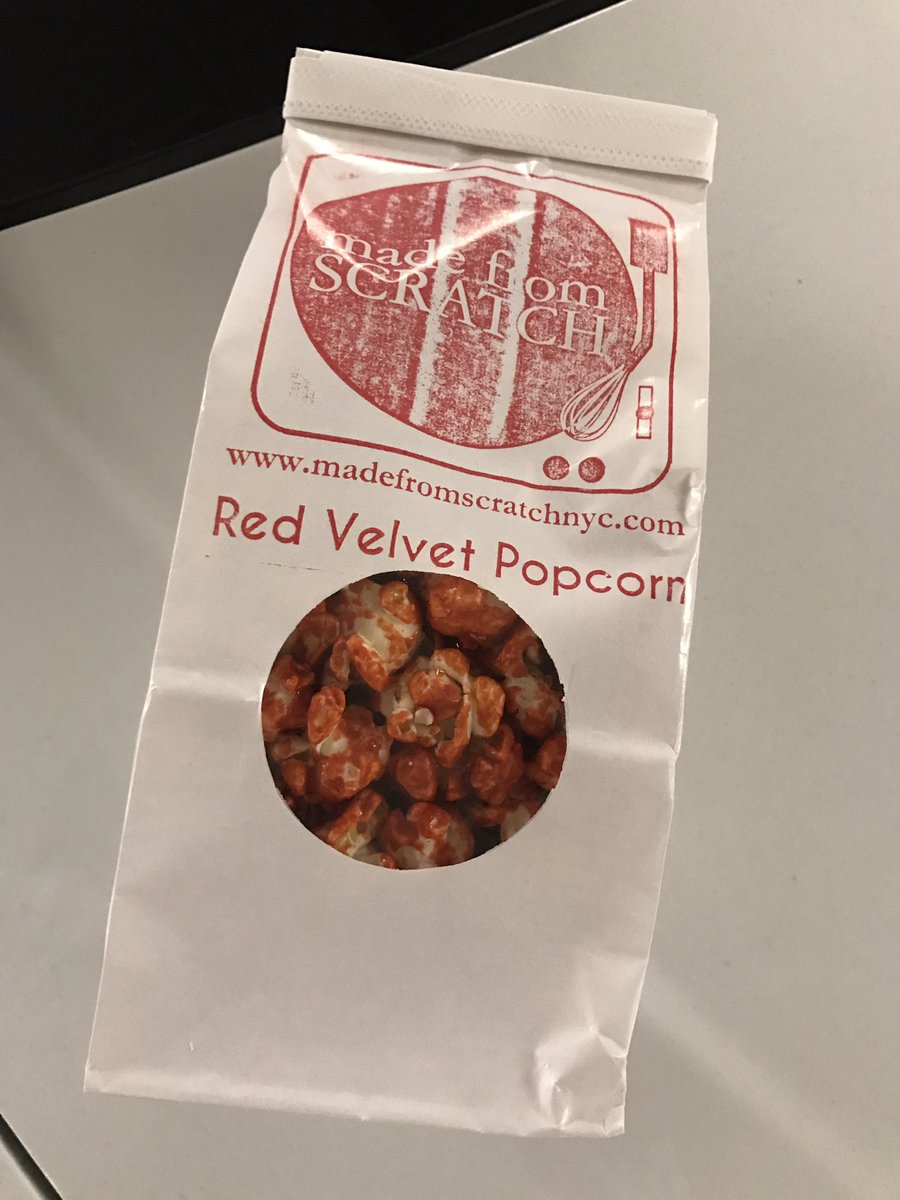 made from
SCRATCH
www.madefromscratchnyc.com
Red Velvet Popcorn